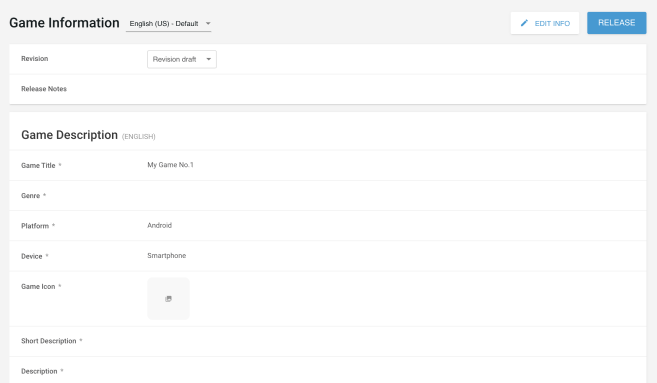 Game Information English (US) - Default EDIT INFO RELEASE
Revision Revision draft
Release Notes
Game Description (ENGLISH)
Game Title * My Game No.1
Genre *
Platform * Android
Device * Smartphone
Game Icon *
Short Description *
Description *